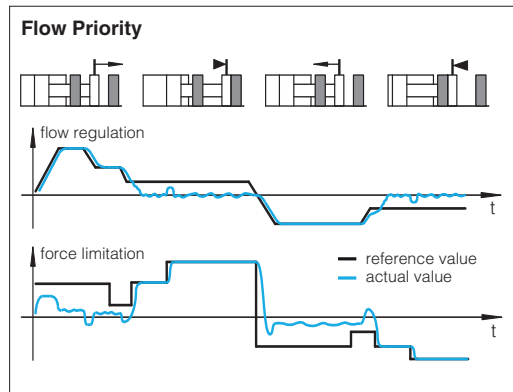 Flow Priority
flow regulation
t
force limitation
reference value
actual value
t